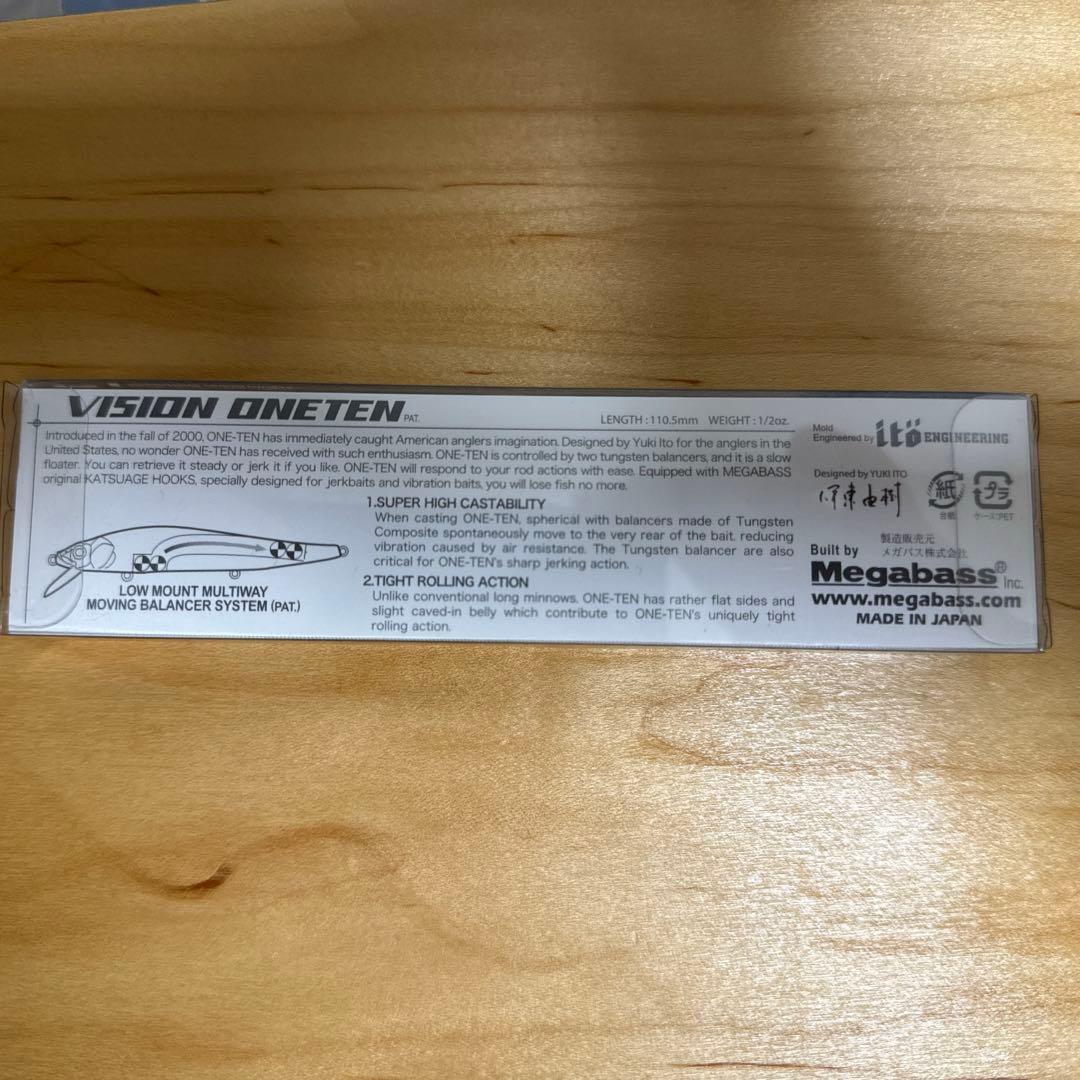 VISION ONETEN PAT.
LENGTH : 110.5mm WEIGHT : 1/2oz.
Introduced in the fall of 2000, ONE-TEN has immediately caught American anglers imagination. Designed by Yuki Ito for the anglers in the
United States, no wonder ONE-TEN has received with such enthusiasm. ONE-TEN is controlled by two tungsten balancers, and it is a slow
floater. You can retrieve it steady or jerk it if you like. ONE-TEN will respond to your rod actions with ease. Equipped with MEGABASS
original KATSUAGE HOOKS, specially designed for jerkbaits and vibration baits, you will lose fish no more.
1.SUPER HIGH CASTABILITY
When casting ONE-TEN, spherical with balancers made of Tungsten
Composite spontaneously move to the very rear of the bait. reducing
vibration caused by air resistance. The Tungsten balancer are also
critical for ONE-TEN's sharp jerking action.
2.TIGHT ROLLING ACTION
Unlike conventional long minnows. ONE-TEN has rather flat sides and
slight caved-in belly which contribute to ONE-TEN's uniquely tight
rolling action.
LOW MOUNT MULTIWAY
MOVING BALANCER SYSTEM (PAT.)
Mold
Engineered by itö ENGINEERING
Designed by YUKI ITO
伊東由樹
紙
台紙
プラ
ケース:PET
製造販売元
メガバス株式会社
Built by
Megabass® Inc.
www.megabass.com
MADE IN JAPAN